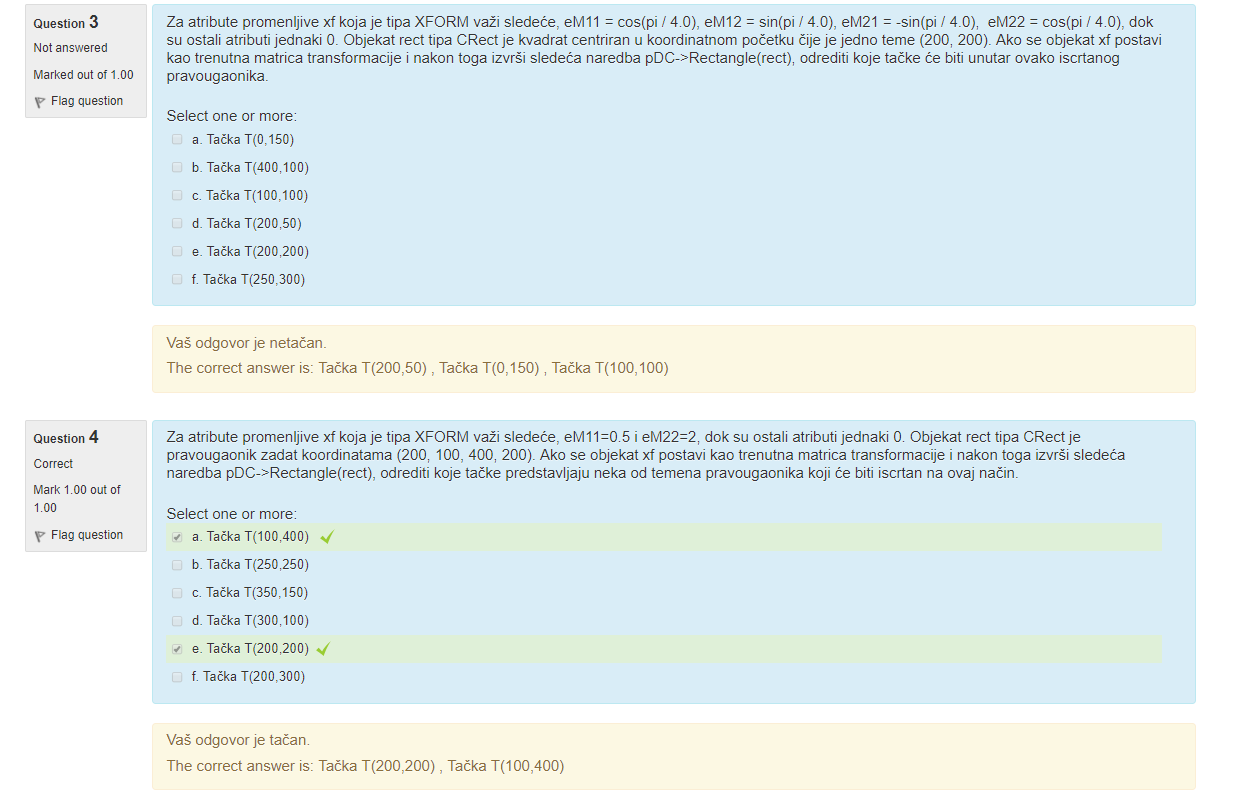 Question 3
Not answered
Marked out of 1.00
Flag question
Za atribute promenljive xf koja je tipa XFORM važi sledeće, eM11 = cos(pi / 4.0), eM12 = sin(pi / 4.0), eM21 = -sin(pi / 4.0), eM22 = cos(pi / 4.0), dok
su ostali atributi jednaki 0. Objekat rect tipa CRect je kvadrat centriran u koordinatnom početku čije je jedno teme (200, 200). Ako se objekat xf postavi
kao trenutna matrica transformacije i nakon toga izvrši sledeća naredba pDC->Rectangle(rect), odrediti koje tačke će biti unutar ovako iscrtanog
pravougaonika.
Select one or more:
a. Tačka T(0,150)
b. Tačka T(400,100)
c. Tačka T(100,100)
d. Tačka T(200,50)
e. Tačka T(200,200)
f. Tačka T(250,300)
Vaš odgovor je netačan.
The correct answer is: Tačka T(200,50) , Tačka T(0,150) , Tačka T(100,100)
Question 4
Correct
Mark 1.00 out of
1.00
Flag question
Za atribute promenljive xf koja je tipa XFORM važi sledeće, eM11=0.5 i eM22=2, dok su ostali atributi jednaki 0. Objekat rect tipa CRect je
pravougaonik zadat koordinatama (200, 100, 400, 200). Ako se objekat xf postavi kao trenutna matrica transformacije i nakon toga izvrši sledeća
naredba pDC->Rectangle(rect), odrediti koje tačke predstavljaju neka od temena pravougaonika koji će biti iscrtan na ovaj način.
Select one or more:
a. Tačka T(100,400)
b. Tačka T(250,250)
c. Tačka T(350,150)
d. Tačka T(300,100)
e. Tačka T(200,200)
f. Tačka T(200,300)
Vaš odgovor je tačan.
The correct answer is: Tačka T(200,200) , Tačka T(100,400)